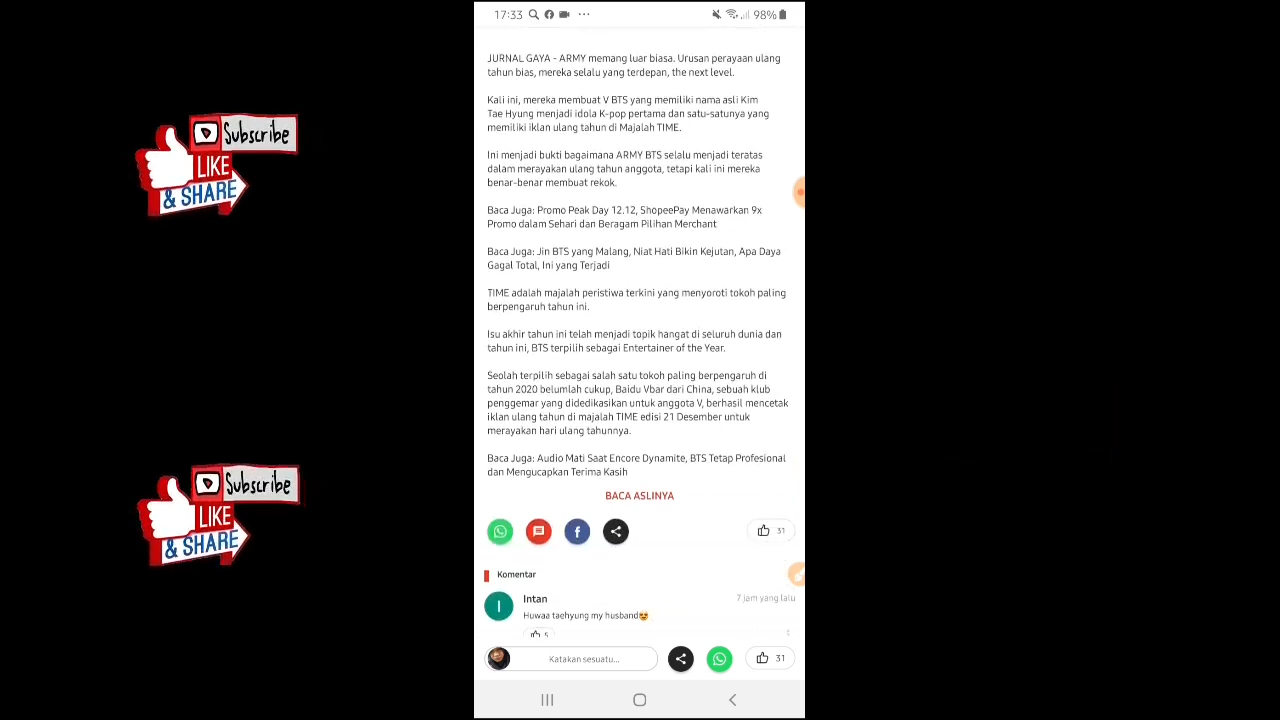 17:33
98%
JURNAL GAYA - ARMY memang luar biasa. Urusan perayaan ulang
tahun bias, mereka selalu yang terdepan, the next level.
Kali ini, mereka membuat V BTS yang memiliki nama asli Kim
Tae Hyung menjadi idola K-pop pertama dan satu-satunya yang
memiliki iklan ulang tahun di Majalah TIME.
Ini menjadi bukti bagaimana ARMY BTS selalu menjadi teratas
dalam merayakan ulang tahun anggota, tetapi kali ini mereka
benar-benar membuat rekok.
Baca Juga: Promo Peak Day 12.12, ShopeePay Menawarkan 9x
Promo dalam Sehari dan Beragam Pilihan Merchant
Baca Juga: Jin BTS yang Malang, Niat Hati Bikin Kejutan, Apa Daya
Gagal Total, Ini yang Terjadi
TIME adalah majalah peristiwa terkini yang menyoroti tokoh paling
berpengaruh tahun ini.
Isu akhir tahun ini telah menjadi topik hangat di seluruh dunia dan
tahun ini, BTS terpilih sebagai Entertainer of the Year.
Seolah terpilih sebagai salah satu tokoh paling berpengaruh di
tahun 2020 belumlah cukup, Baidu Vbar dari China, sebuah klub
penggemar yang didedikasikan untuk anggota V, berhasil mencetak
iklan ulang tahun di majalah TIME edisi 21 Desember untuk
merayakan hari ulang tahunnya.
Baca Juga: Audio Mati Saat Encore Dynamite, BTS Tetap Profesional
dan Mengucapkan Terima Kasih
BACA ASLINYA
31
Komentar
I
Intan
7 jam yang lalu
Huwaa taehyung my husband😍
5
Katakan sesuatu...
31
Subscribe
LIKE
& SHARE
Subscribe
LIKE
& SHARE